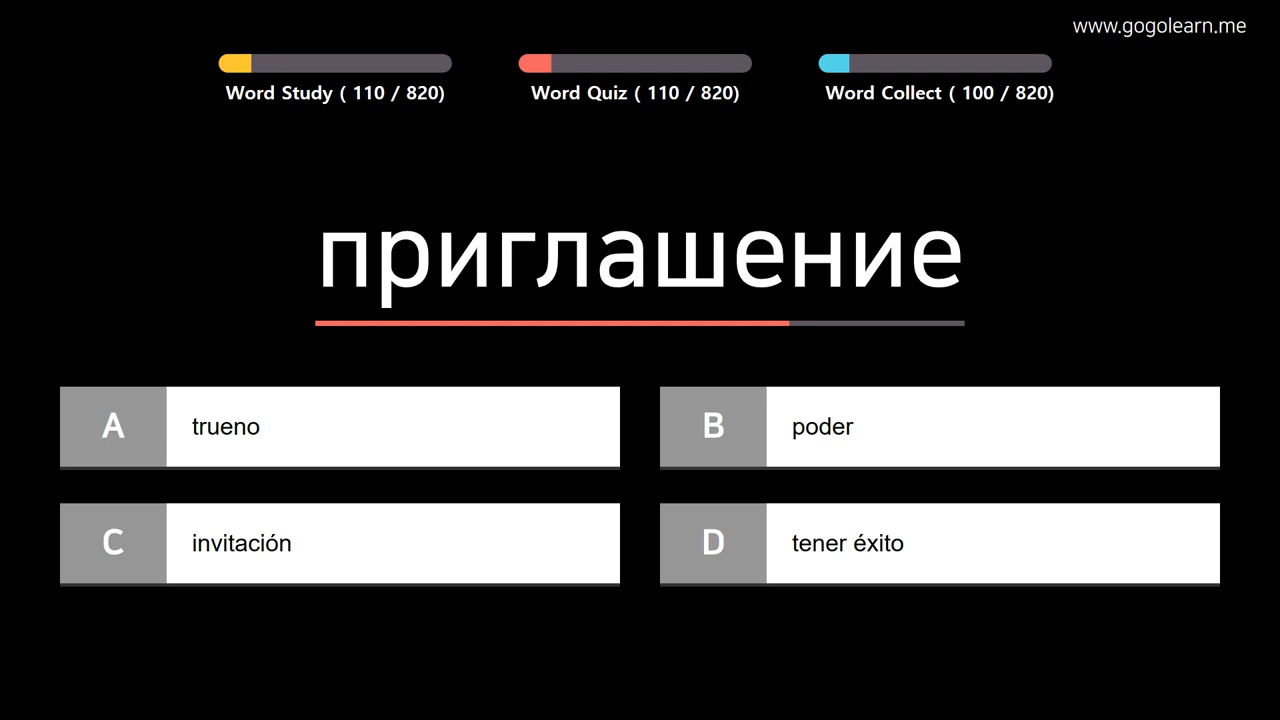 www.gogolearn.me
Word Study ( 110 / 820)
Word Quiz ( 110 / 820)
Word Collect ( 100 / 820)
приглашение
A trueno
B poder
C invitación
D tener éxito